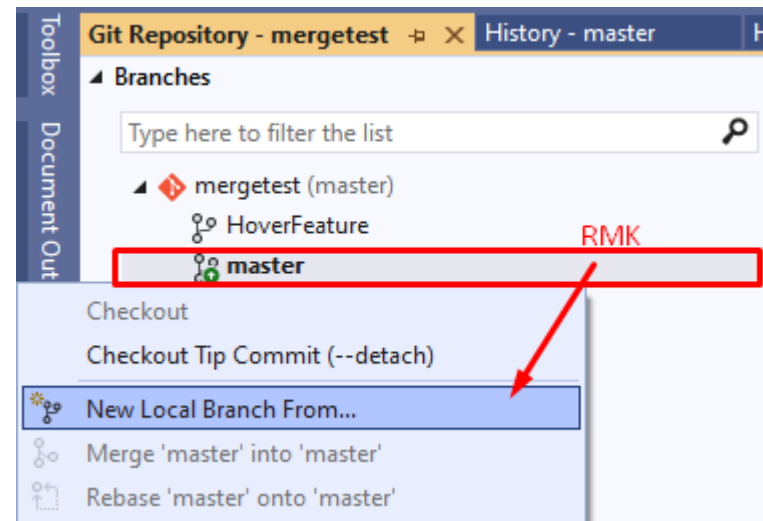 Toolbox
Document Out
Git Repository - mergetest
History - master
H
Branches
Type here to filter the list
mergetest (master)
HoverFeature
RMK
master
Checkout
Checkout Tip Commit (--detach)
New Local Branch From...
Merge 'master' into 'master'
Rebase 'master' onto 'master'